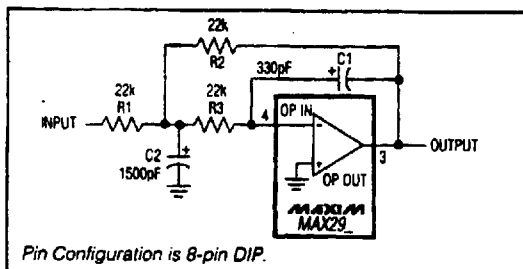 22k
R2
C1
330pF
+
22k
R1
22k
R3
4
OP IN
-
INPUT
OUTPUT
3
+
C2
1500pF
+
OP OUT
MAXIM
MAX29_
Pin Configuration is 8-pin DIP.